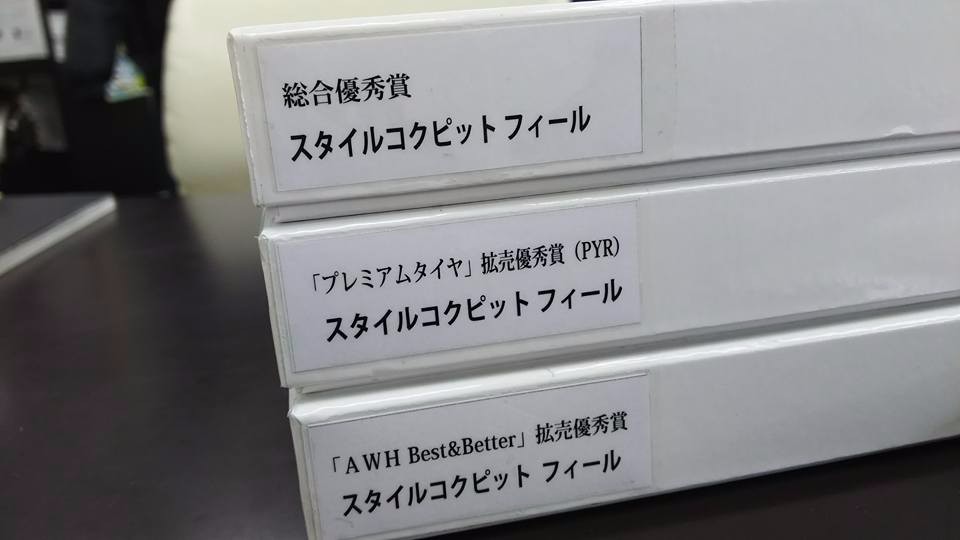 総合優秀賞
スタイルコクピット フィール
「プレミアムタイヤ」拡売優秀賞（PYR）
スタイルコクピット フィール
「ＡＷＨ Best&Better」拡売優秀賞
スタイルコクピット フィール